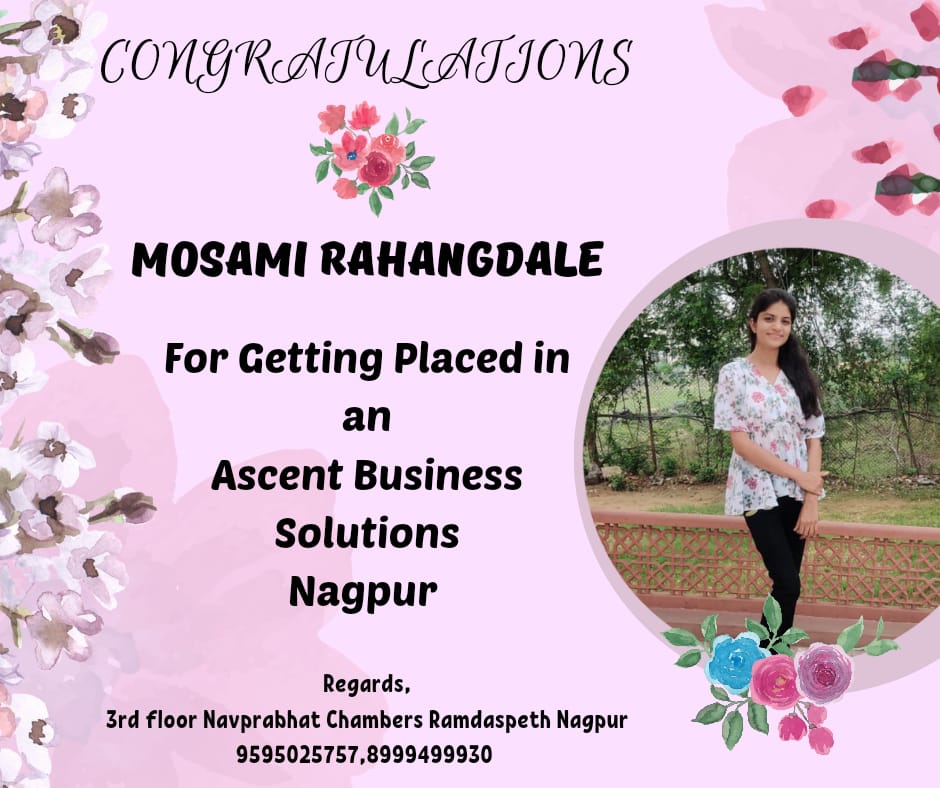 CONGRATULATIONS
MOSAMI RAHANGDALE
For Getting Placed in
an
Ascent Business
Solutions
Nagpur
Regards,
3rd floor Navprabhat Chambers Ramdaspeth Nagpur
9595025757,8999499930